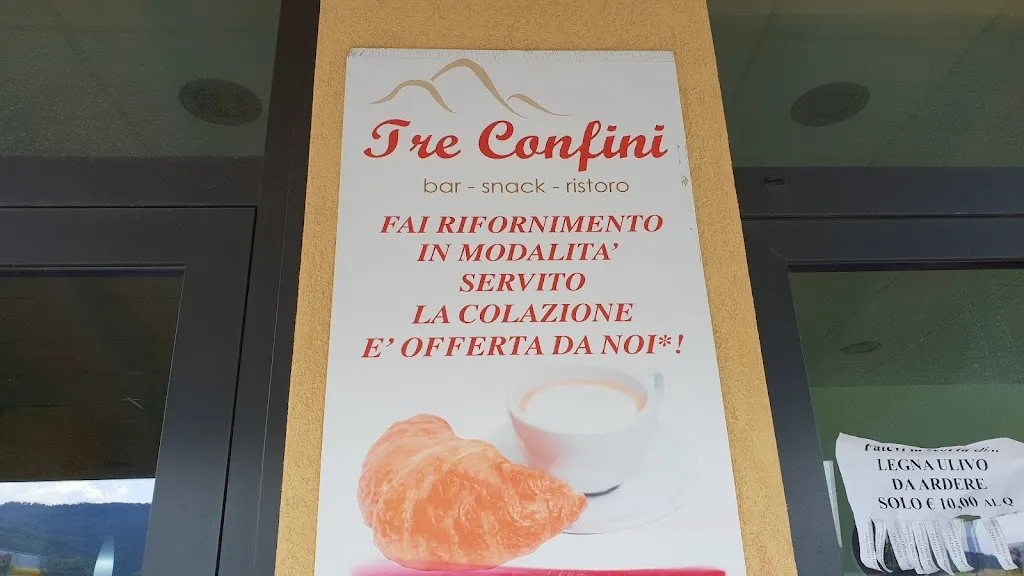 Tre Confini
bar - snack - ristoro
FAI RIFORNIMENTO
IN MODALITA'
SERVITO
LA COLAZIONE
E' OFFERTA DA NOI*!
LEGNA ULIVO
DA ARDERE
SOLO € 10,00 AL Q